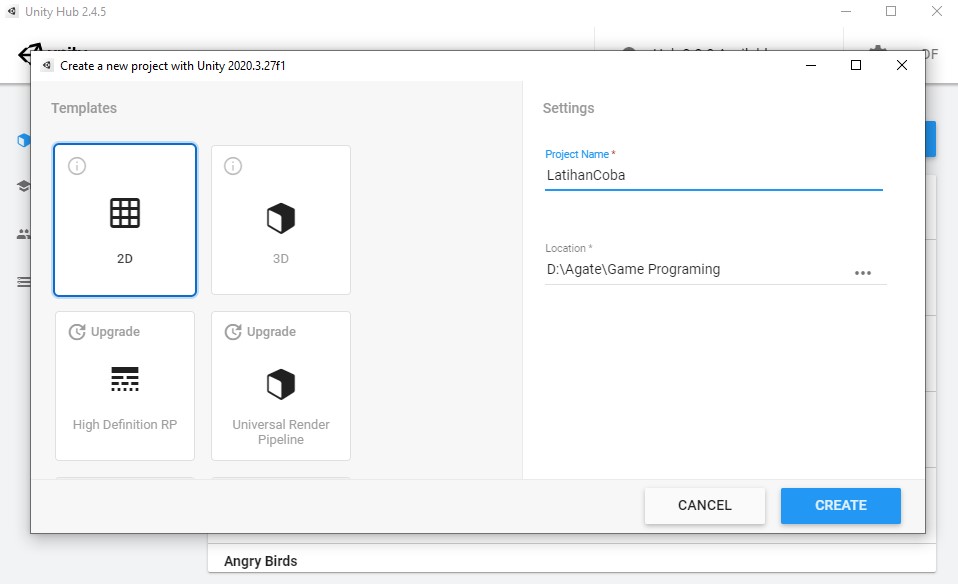 Unity Hub 2.4.5
Create a new project with Unity 2020.3.27f1
Templates
Settings
2D
3D
Project Name *
LatihanCoba
Location *
D:\Agate\Game Programing
Upgrade
Upgrade
High Definition RP
Universal Render
Pipeline
CANCEL
CREATE
Angry Birds